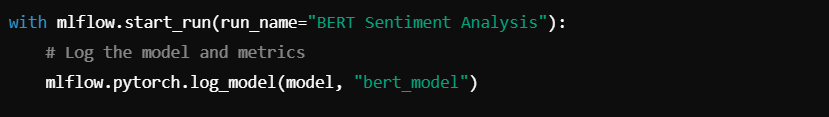 with mlflow.start_run(run_name="BERT Sentiment Analysis"):
    # Log the model and metrics
    mlflow.pytorch.log_model(model, "bert_model")